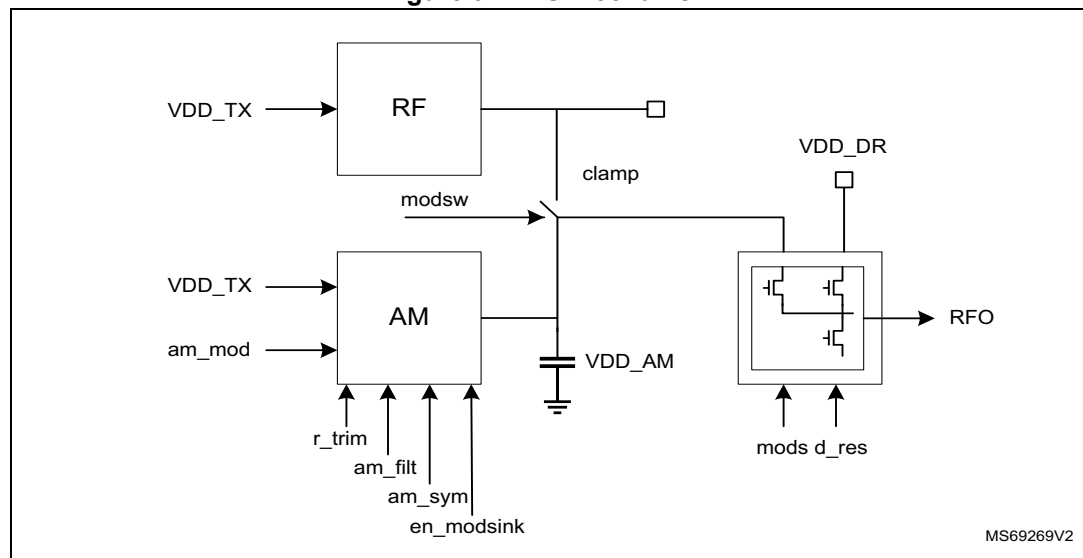 VDD_TX
RF
VDD_DR
clamp
modsw
VDD_TX
AM
RFO
am_mod
VDD_AM
r_trim
mods d_res
am_filt
am_sym
en_modsink
MS69269V2